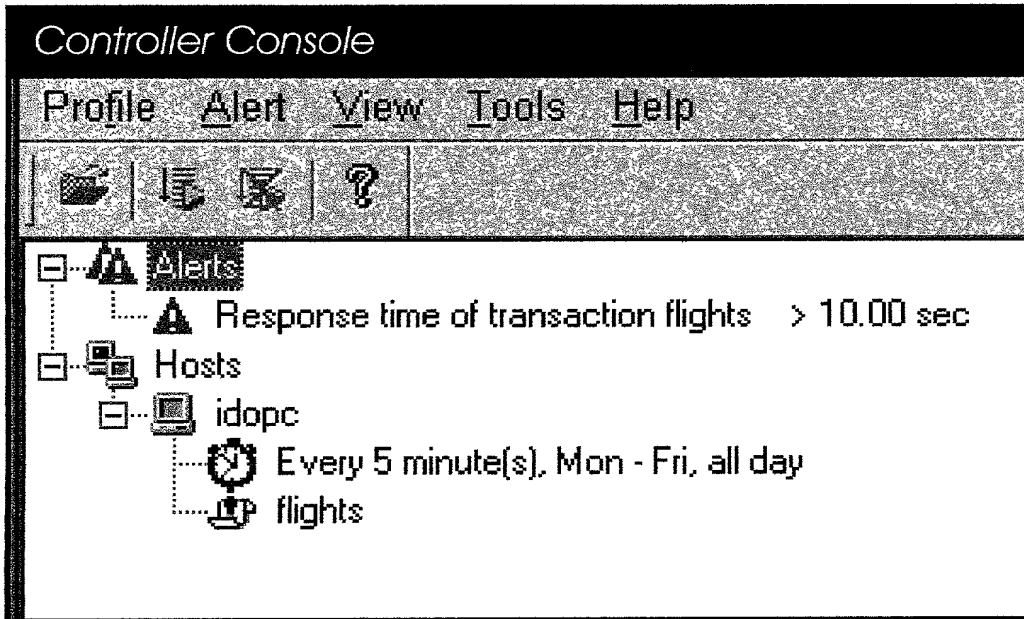 Controller Console
Profile Alert View Tools Help
Alerts
Response time of transaction flights > 10.00 sec
Hosts
idopc
Every 5 minute(s), Mon - Fri, all day
flights